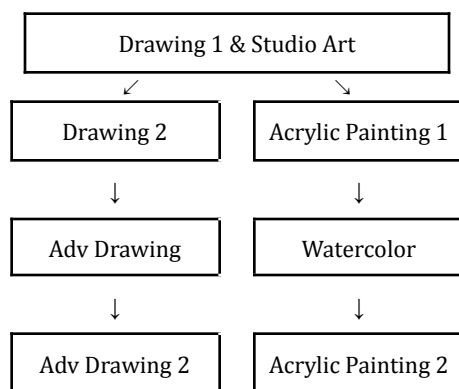 Drawing 1 & Studio Art
Drawing 2
Acrylic Painting 1
Adv Drawing
Watercolor
Adv Drawing 2
Acrylic Painting 2